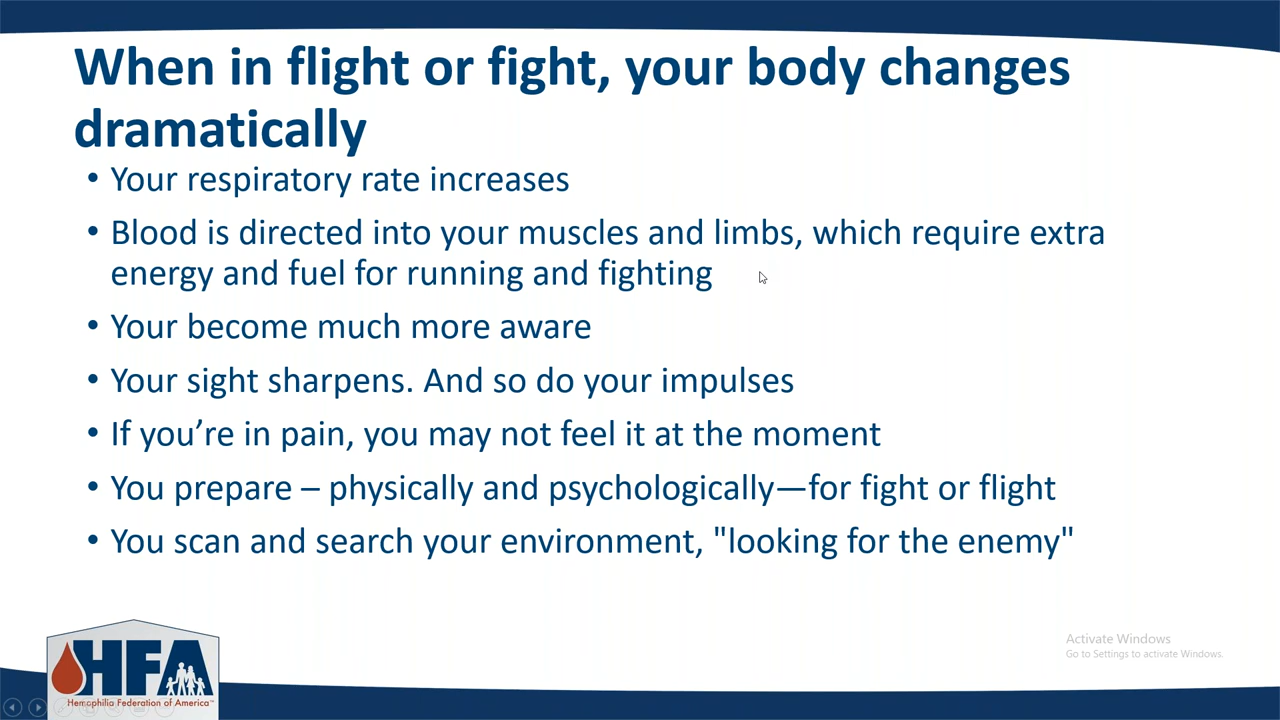 When in flight or fight, your body changes
dramatically
• Your respiratory rate increases
• Blood is directed into your muscles and limbs, which require extra
energy and fuel for running and fighting
• Your become much more aware
• Your sight sharpens. And so do your impulses
• If you’re in pain, you may not feel it at the moment
• You prepare – physically and psychologically—for fight or flight
• You scan and search your environment, "looking for the enemy"
Activate Windows
Go to Settings to activate Windows.
HFA
Hemophilia Federation of America™